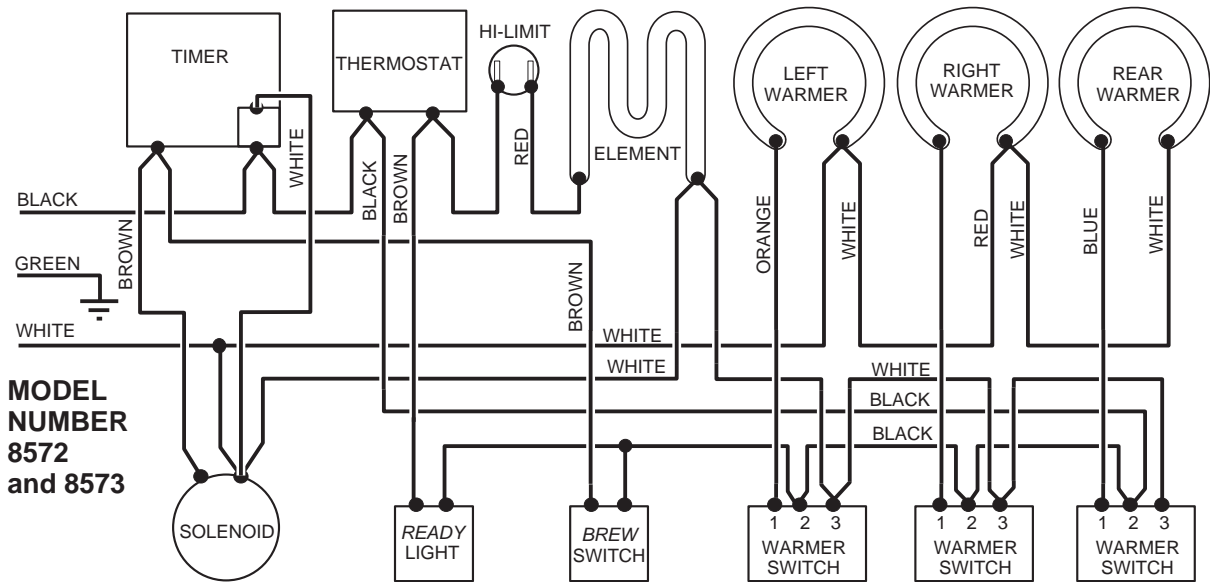 TIMER
THERMOSTAT
HI-LIMIT
ELEMENT
LEFT
WARMER
RIGHT
WARMER
REAR
WARMER
WHITE
RED
BLACK
BROWN
BLACK
BROWN
ORANGE
WHITE
RED
WHITE
BLUE
WHITE
GREEN
BROWN
WHITE
WHITE
WHITE
WHITE
BLACK
BLACK
MODEL
NUMBER
8572
and 8573
SOLENOID
READY
LIGHT
BREW
SWITCH
1 2 3
WARMER
SWITCH
1 2 3
WARMER
SWITCH
1 2 3
WARMER
SWITCH